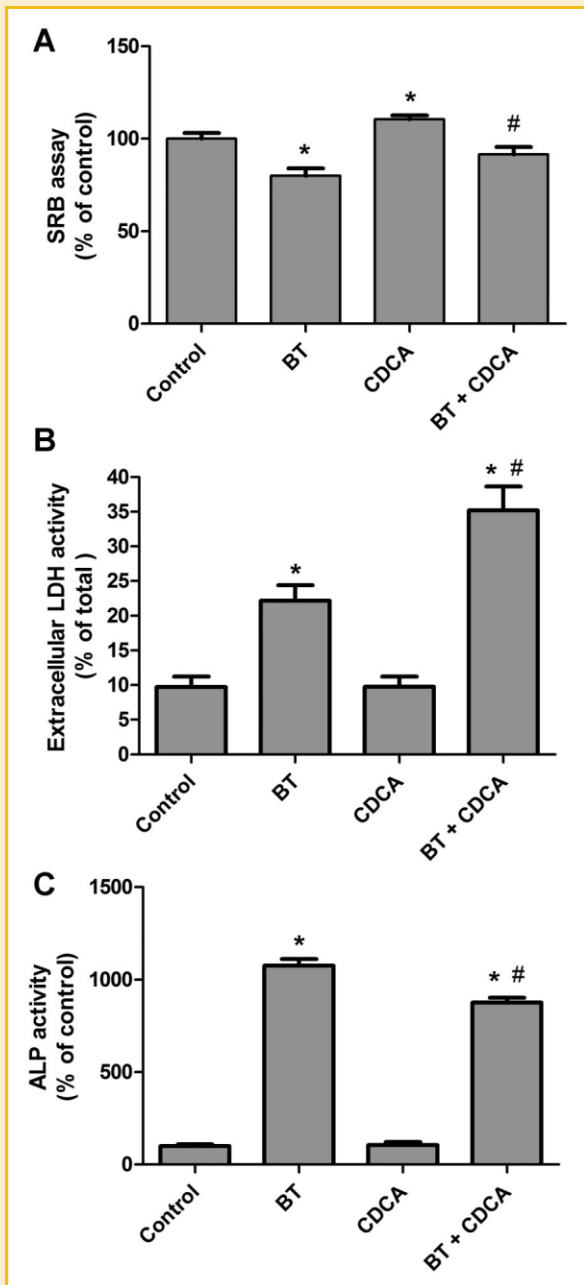 A
SRB assay
(% of control)
150
100
50
0
*
*
#
Control
BT
CDCA
BT + CDCA
B
Extracellular LDH activity
(% of total )
40
35
30
25
20
15
10
5
0
*
* #
Control
BT
CDCA
BT + CDCA
C
ALP activity
(% of control)
1500
1000
500
0
*
* #
Control
BT
CDCA
BT + CDCA